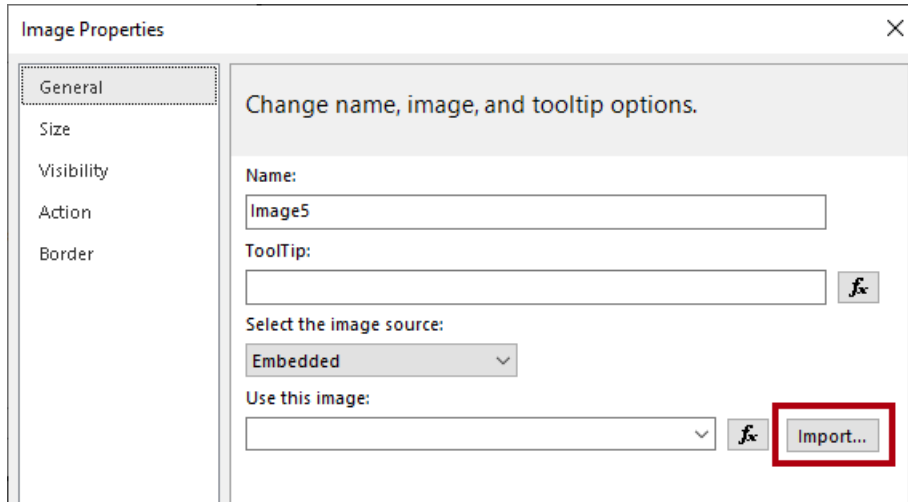 Image Properties
General
Size
Visibility
Action
Border
Change name, image, and tooltip options.
Name:
Image5
ToolTip:
fx
Select the image source:
Embedded
Use this image:
fx
Import...